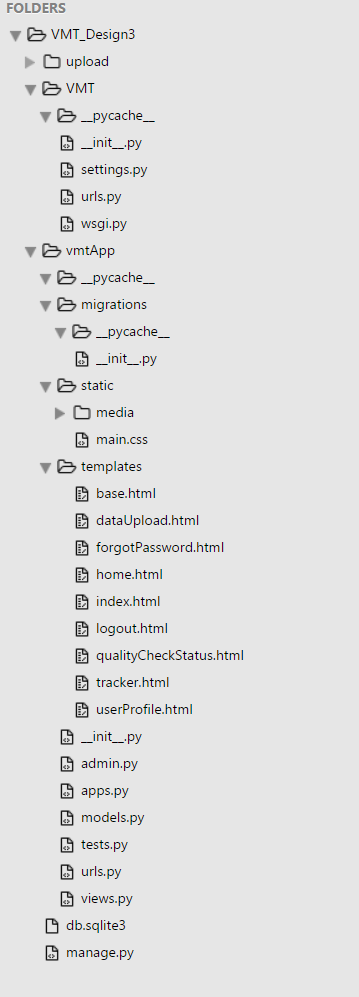 FOLDERS
VMT_Design3
upload
VMT
__pycache__
__init__.py
settings.py
urls.py
wsgi.py
vmtApp
__pycache__
migrations
__pycache__
__init__.py
static
media
main.css
templates
base.html
dataUpload.html
forgotPassword.html
home.html
index.html
logout.html
qualityCheckStatus.html
tracker.html
userProfile.html
__init__.py
admin.py
apps.py
models.py
tests.py
urls.py
views.py
db.sqlite3
manage.py